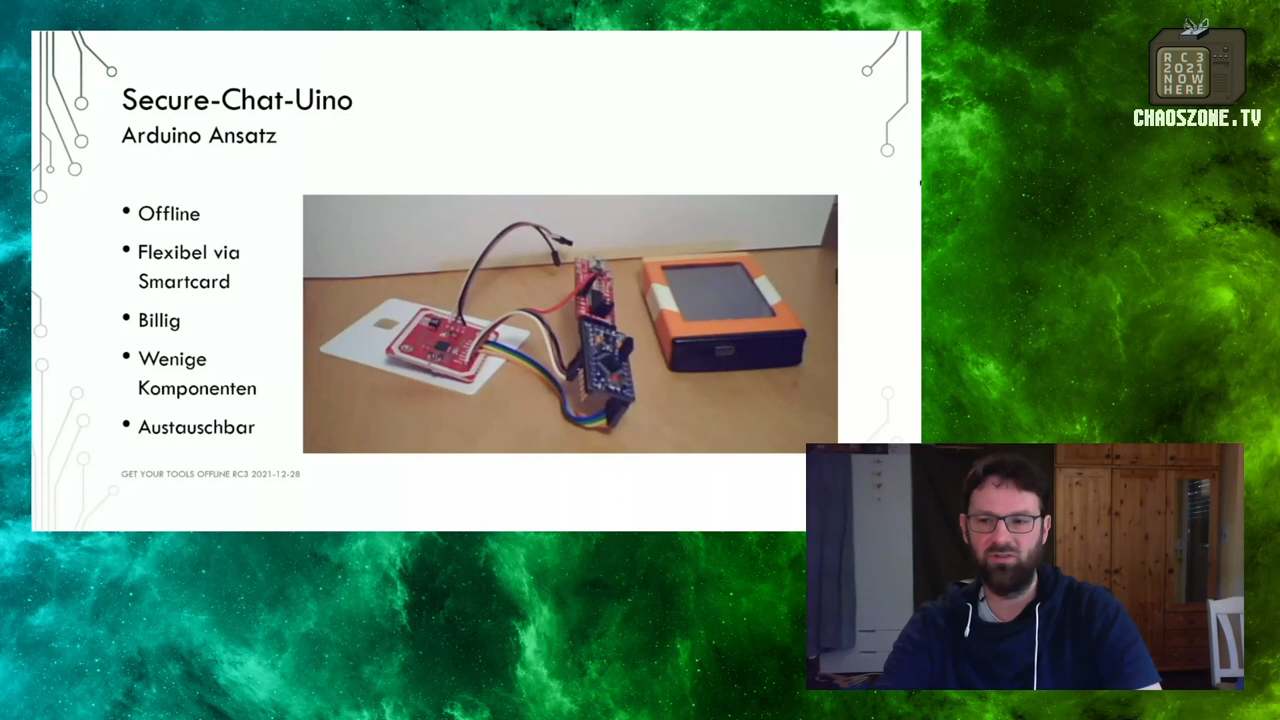 Secure-Chat-Uino
Arduino Ansatz
• Offline
• Flexibel via
Smartcard
• Billig
• Wenige
Komponenten
• Austauschbar
GET YOUR TOOLS OFFLINE RC3 2021-12-28
RC3
2021
NOW
HERE
CHAOSZONE.TV